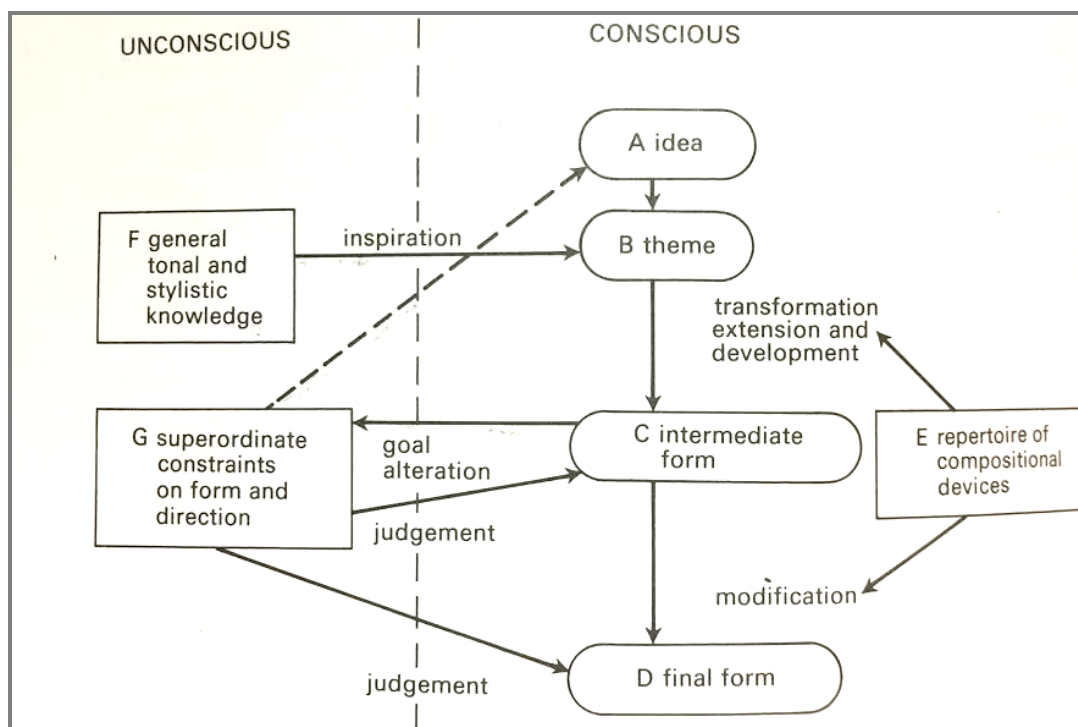 UNCONSCIOUS
CONSCIOUS
A idea
B theme
F general
tonal and
stylistic
knowledge
inspiration
transformation
extension and
development
G superordinate
constraints
on form and
direction
goal
alteration
judgement
C intermediate
form
E repertoire of
compositional
devices
modification
judgement
D final form